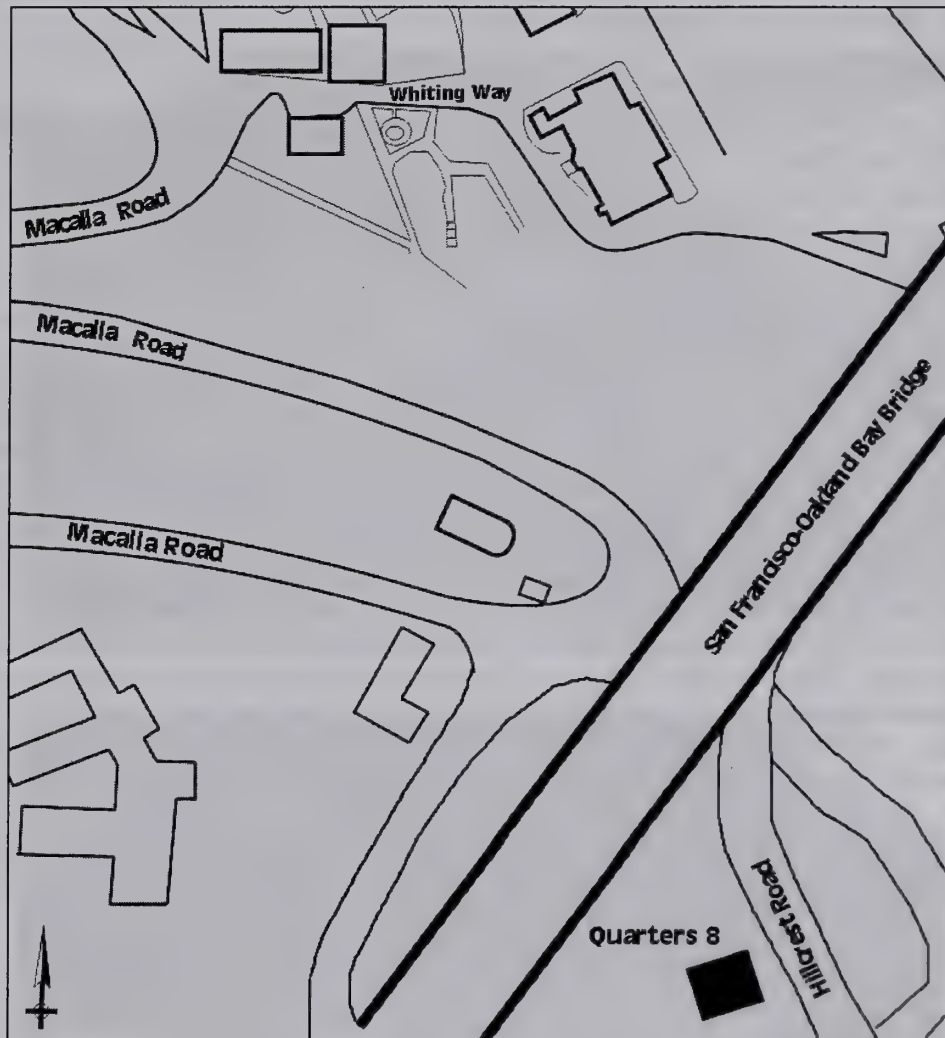 Whiting Way
Macalla Road
Macalla Road
Macalla Road
San Francisco-Oakland Bay Bridge
Hillcrest Road
Quarters 8